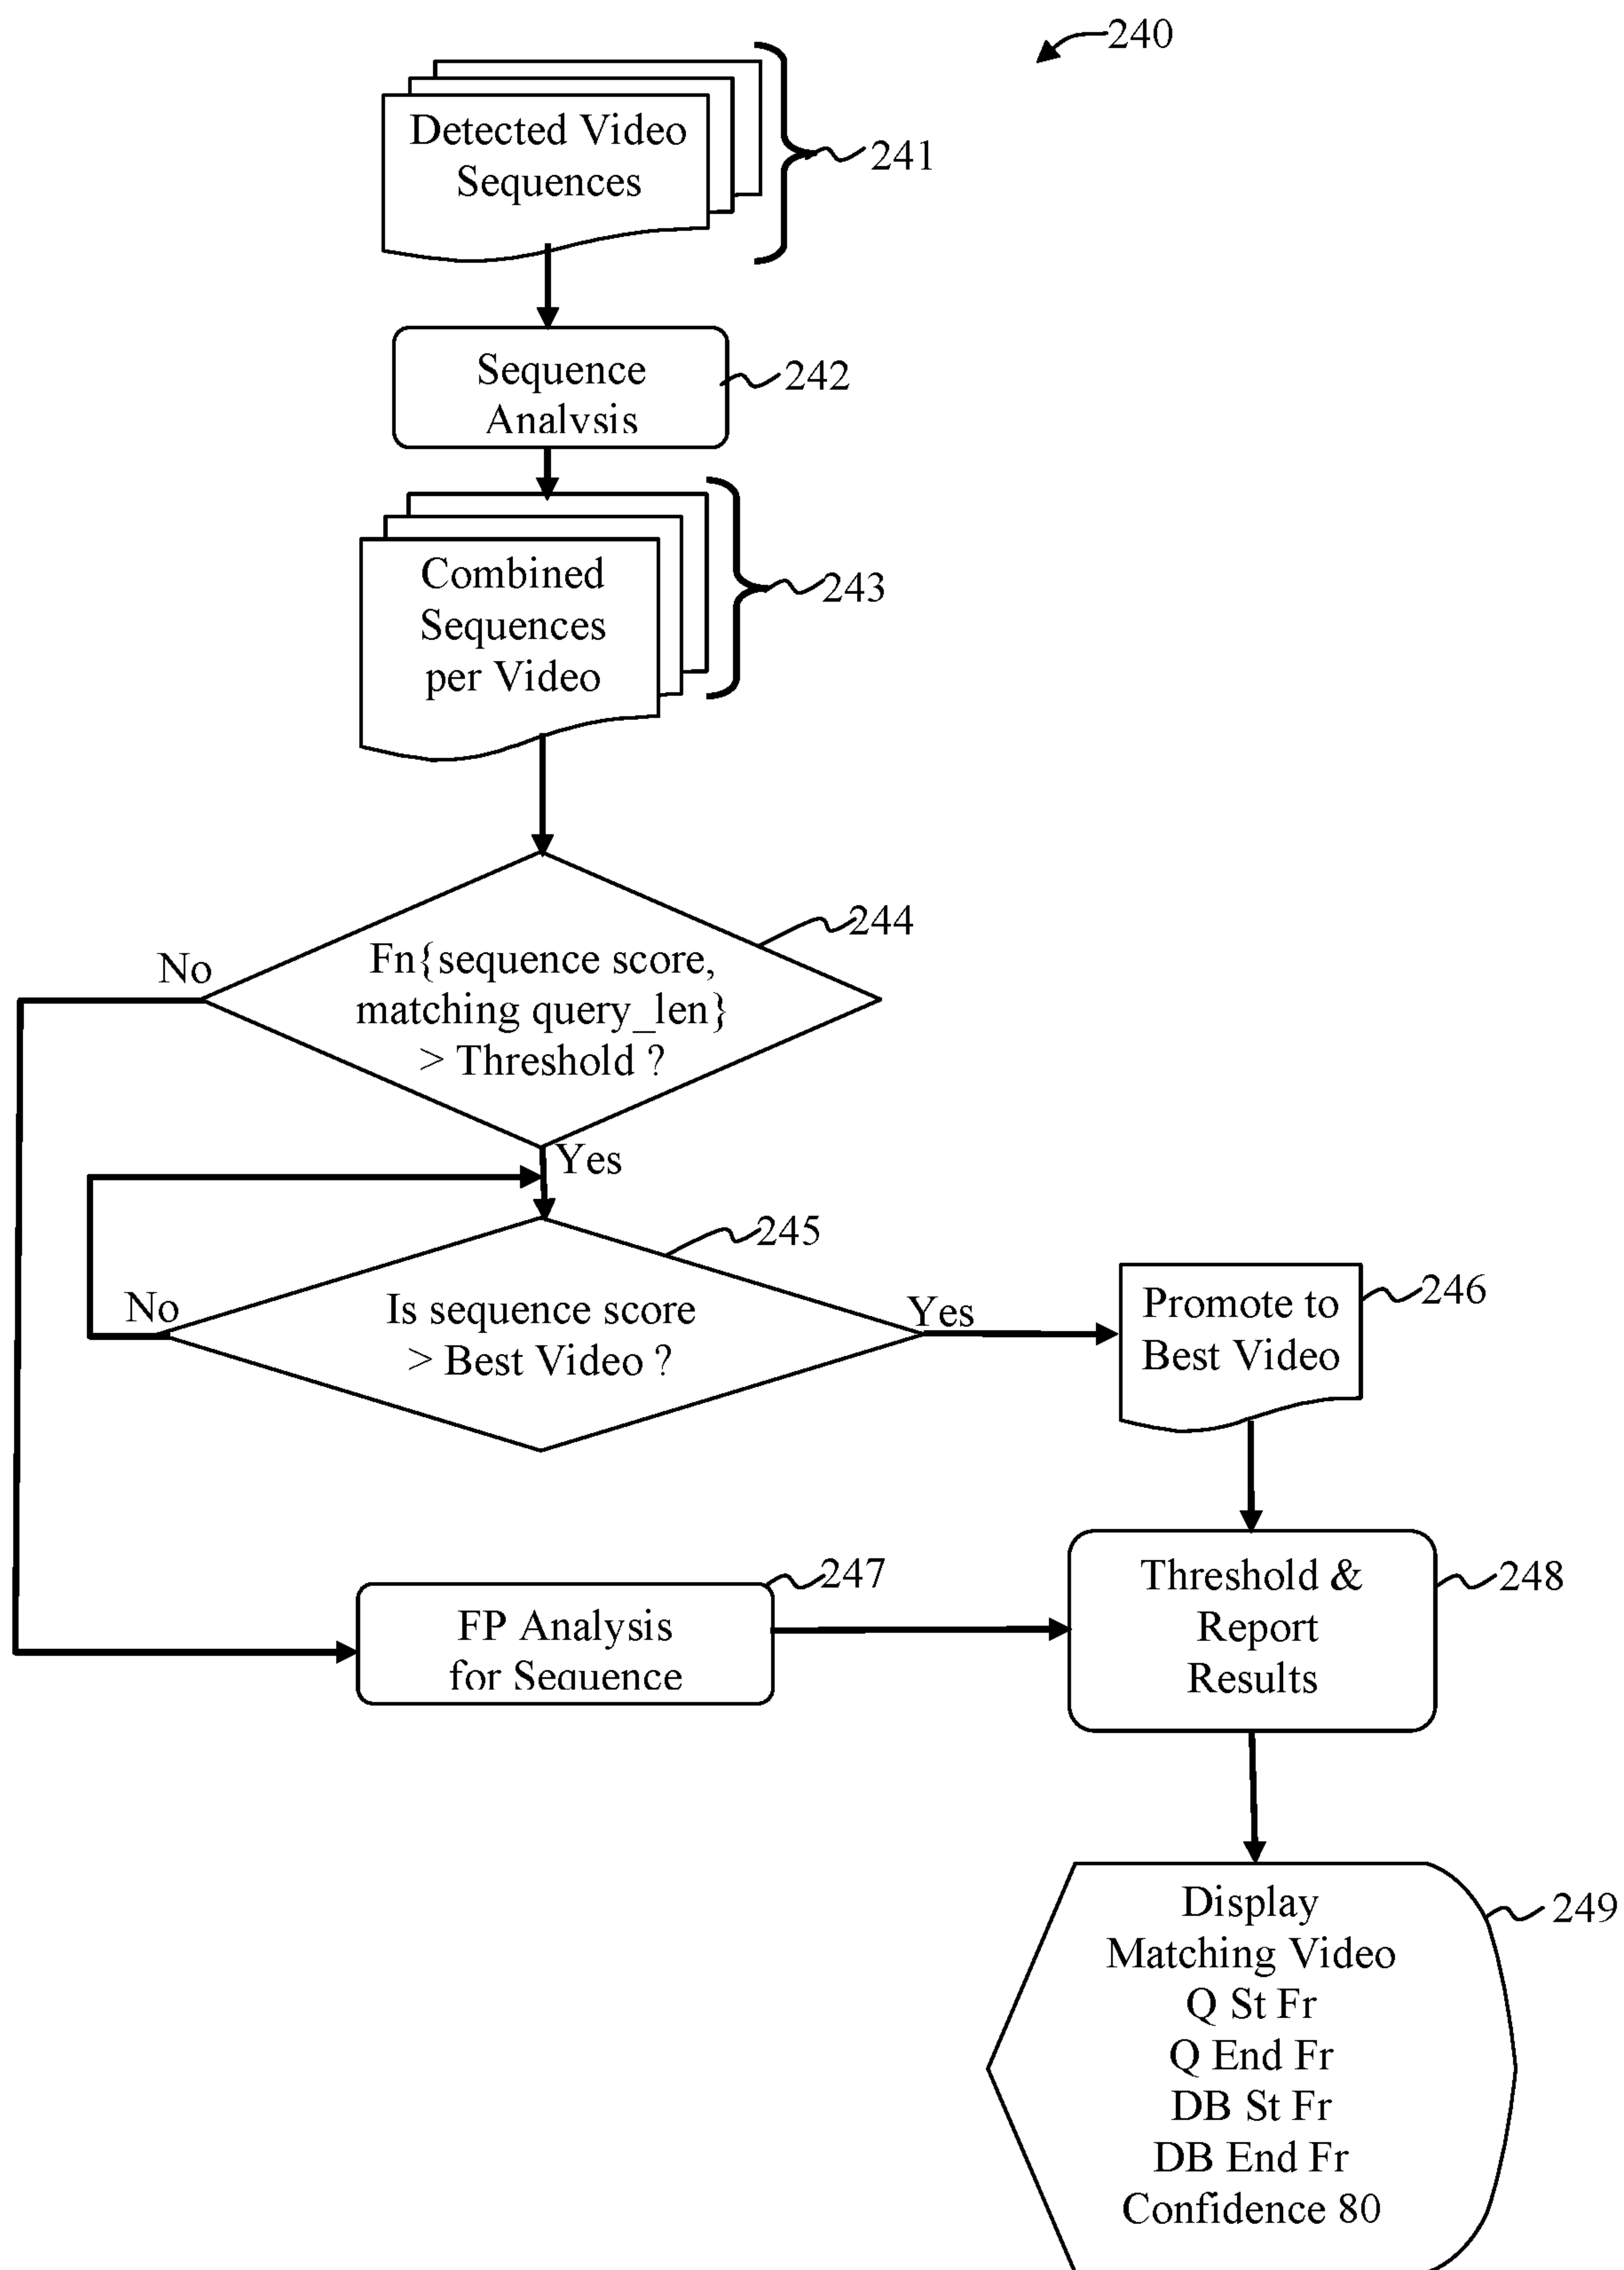 240
Detected Video
Sequences
241
Sequence
Analysis
242
Combined
Sequences
per Video
243
244
No
Fn{sequence score,
matching query_len}
> Threshold ?
Yes
245
No
Is sequence score
> Best Video ?
Yes
Promote to
Best Video
246
247
FP Analysis
for Sequence
Threshold &
Report
Results
248
Display
Matching Video
Q St Fr
Q End Fr
DB St Fr
DB End Fr
Confidence 80
249